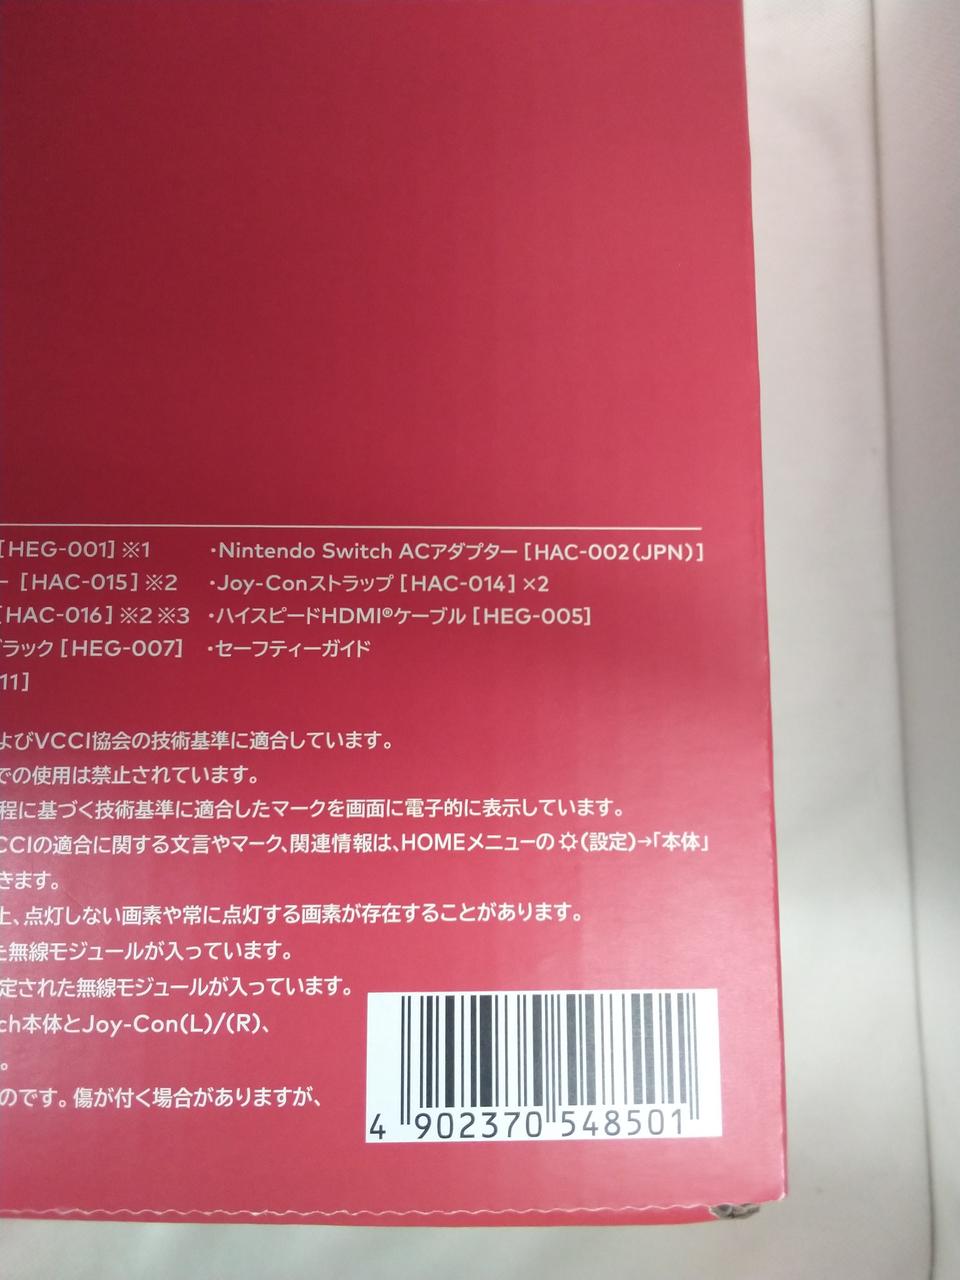 [HEG-001] ※1 ・Nintendo Switch ACアダプター [HAC-002(JPN)]
ー [HAC-015] ※2 ・Joy-Conストラップ [HAC-014] ×2
[HAC-016] ※2 ※3 ・ハイスピードHDMI®ケーブル [HEG-005]
ラック [HEG-007] ・セーフティーガイド
11]
よびVCCI協会の技術基準に適合しています。
での使用は禁止されています。
程に基づく技術基準に適合したマークを画面に電子的に表示しています。
CCIの適合に関する文言やマーク、関連情報は、HOMEメニューの (設定)→「本体」
きます。
上、点灯しない画素や常に点灯する画素が存在することがあります。
た無線モジュールが入っています。
定された無線モジュールが入っています。
ch本体とJoy-Con(L)/(R)、
。
のです。傷が付く場合がありますが、
4 902370 548501